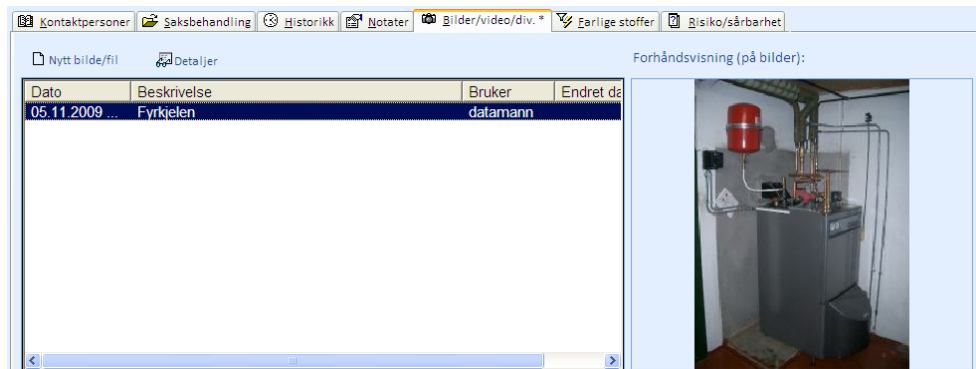 Kontaktpersoner Saksbehandling Historikk Notater Bilder/video/div. * Farlige stoffer Risiko/sårbarhet
Nytt bilde/fil Detaljer Forhåndsvisning (på bilder):
Dato Beskrivelse Bruker Endret da
05.11.2009 ... Fyrkjelen datamann